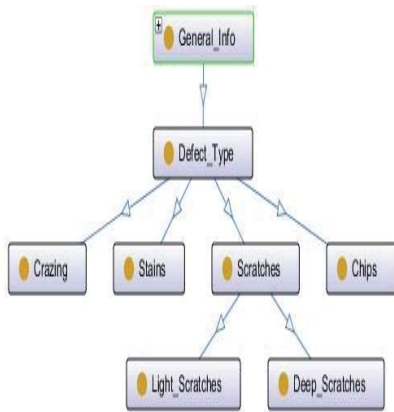 General_Info
Defect_Type
Crazing
Stains
Scratches
Chips
Light_Scratches
Deep_Scratches